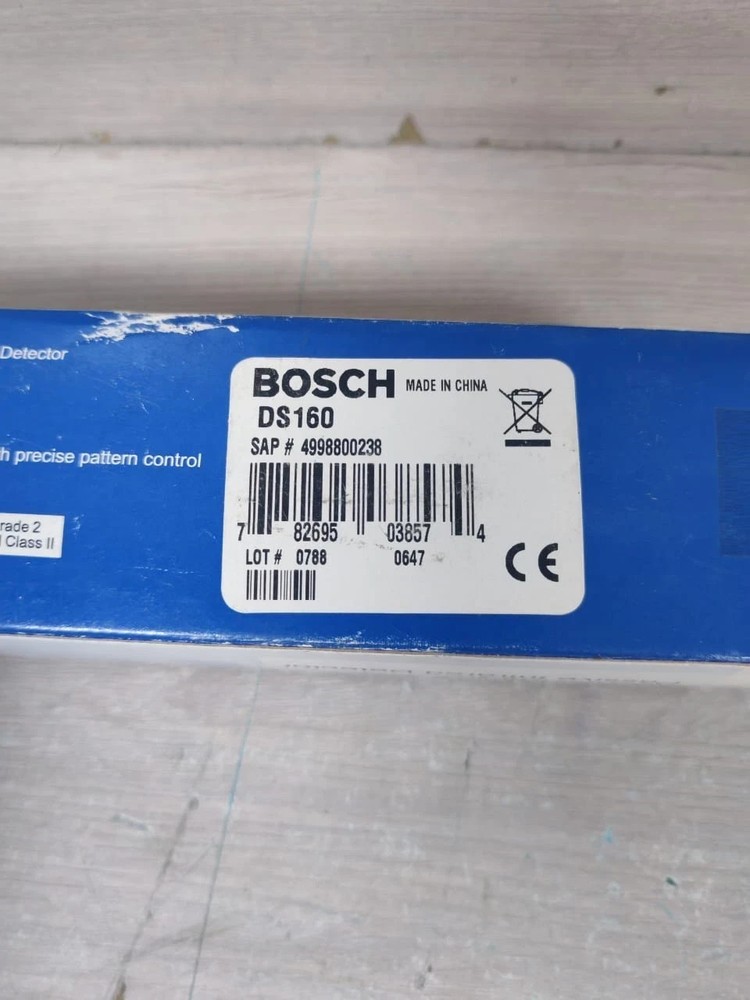 Detector
h precise pattern control
rade 2
l Class II
BOSCH MADE IN CHINA
DS160
SAP # 4998800238
7 82695 03857 4
LOT # 0788 0647
CE